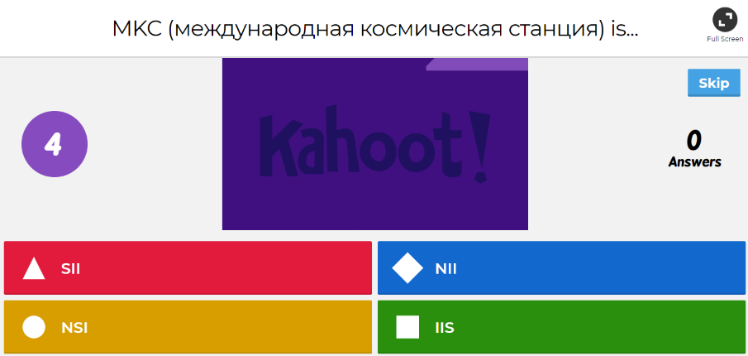 МКС (международная космическая станция) is...
Full Screen
Skip
4
Kahoot!
0
Answers
SII
NII
NSI
IIS